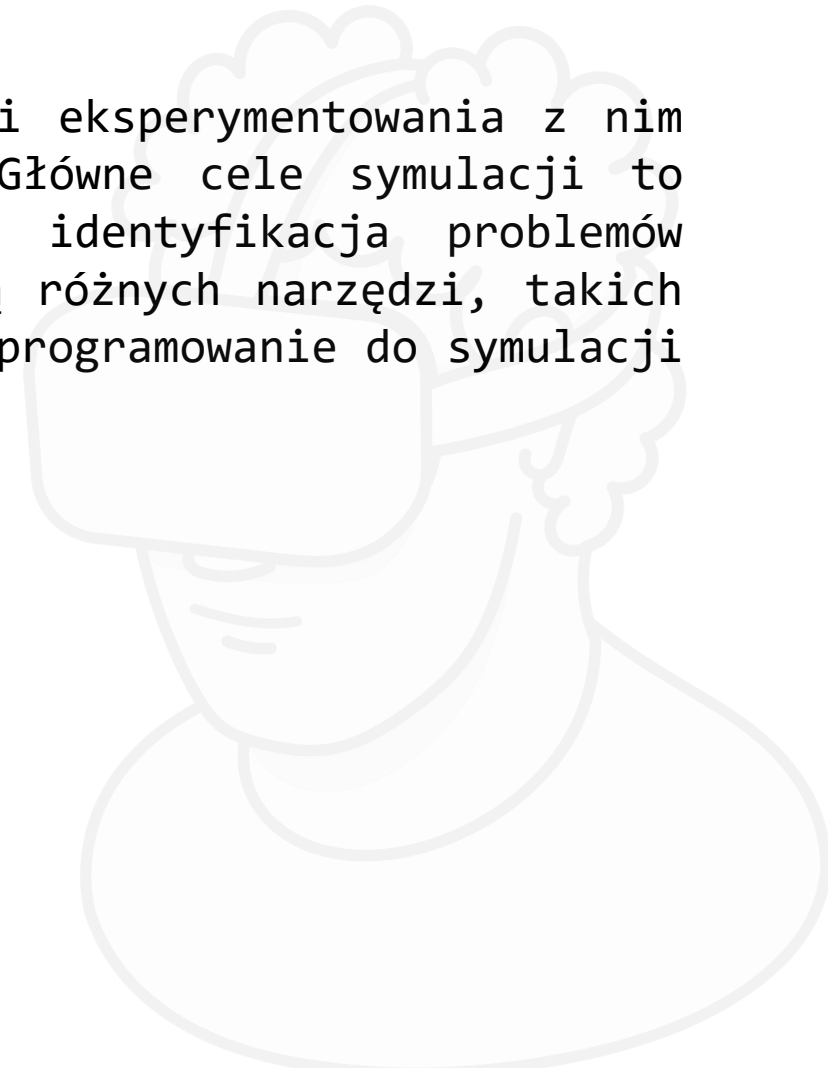 i eksperymentowania z nim
Główne cele symulacji to
identyfikacja problemów
różnych narzędzi, takich
programowanie do symulacji